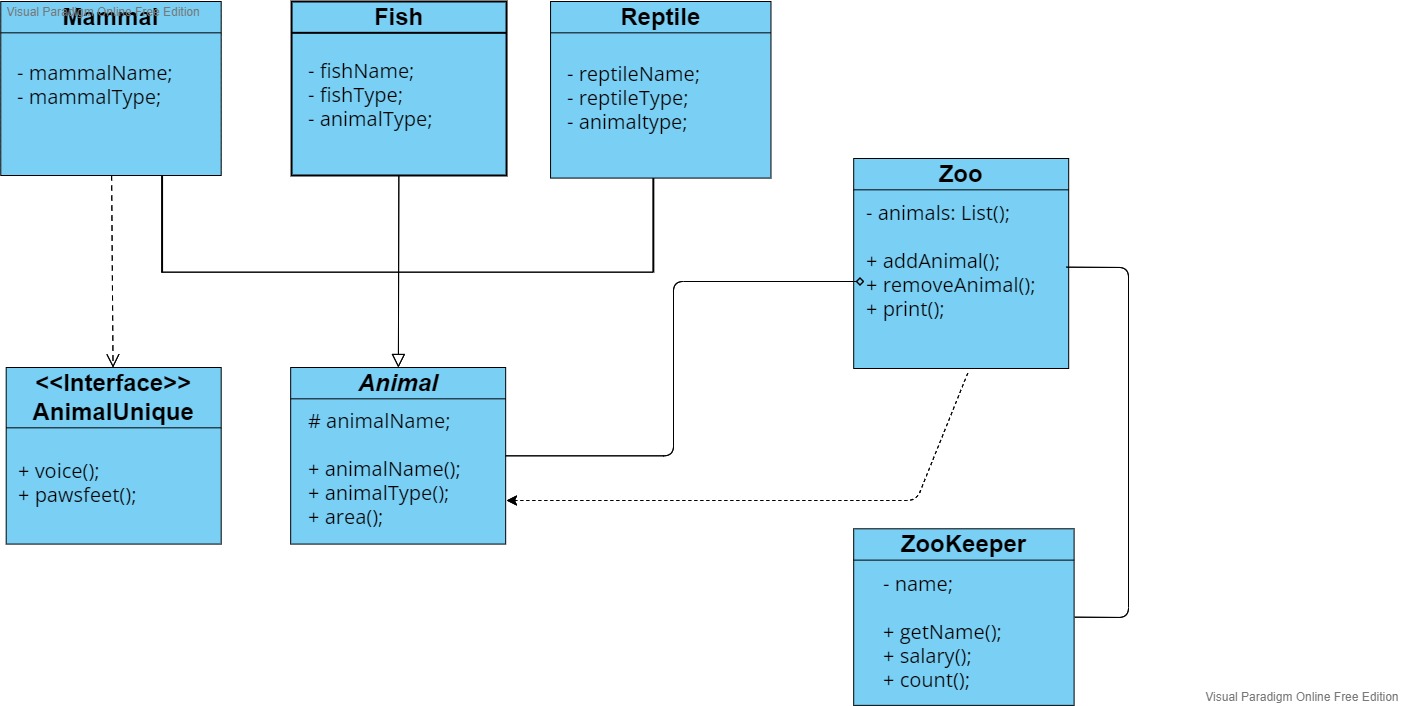 Visual Paradigm Online Free Edition
Mammal
- mammalName;
- mammalType;
Fish
- fishName;
- fishType;
- animalType;
Reptile
- reptileName;
- reptileType;
- animaltype;
Zoo
- animals: List();
+ addAnimal();
+ removeAnimal();
+ print();
<<Interface>>
AnimalUnique
+ voice();
+ pawsfeet();
Animal
# animalName;
+ animalName();
+ animalType();
+ area();
ZooKeeper
- name;
+ getName();
+ salary();
+ count();
Visual Paradigm Online Free Edition